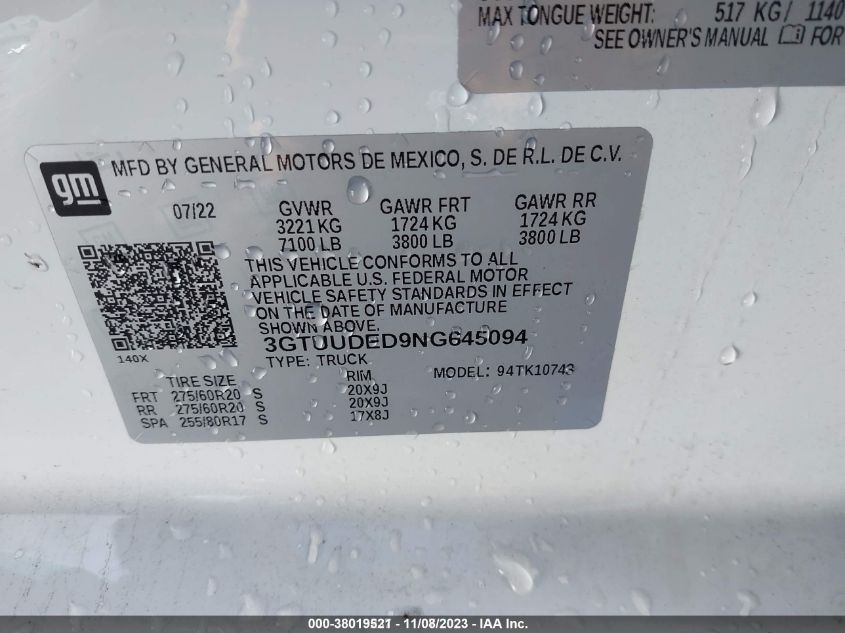 MAX TONGUE WEIGHT: 517 KG/ 1140
SEE OWNER'S MANUAL FOR
gm
MFD BY GENERAL MOTORS DE MEXICO, S. DE R.L. DE C.V.
07/22 GVWR GAWR FRT GAWR RR
3221 KG 1724 KG 1724 KG
7100 LB 3800 LB 3800 LB
THIS VEHICLE CONFORMS TO ALL
APPLICABLE U.S. FEDERAL MOTOR
VEHICLE SAFETY STANDARDS IN EFFECT
ON THE DATE OF MANUFACTURE
SHOWN ABOVE.
3GTUUDED9NG645094
140X
TYPE: TRUCK MODEL: 94TK10743
TIRE SIZE RIM
FRT 275/60R20 S 20X9J
RR 275/60R20 S 20X9J
SPA 255/80R17 S 17X8J
000-38019521 - 11/08/2023 - IAA Inc.